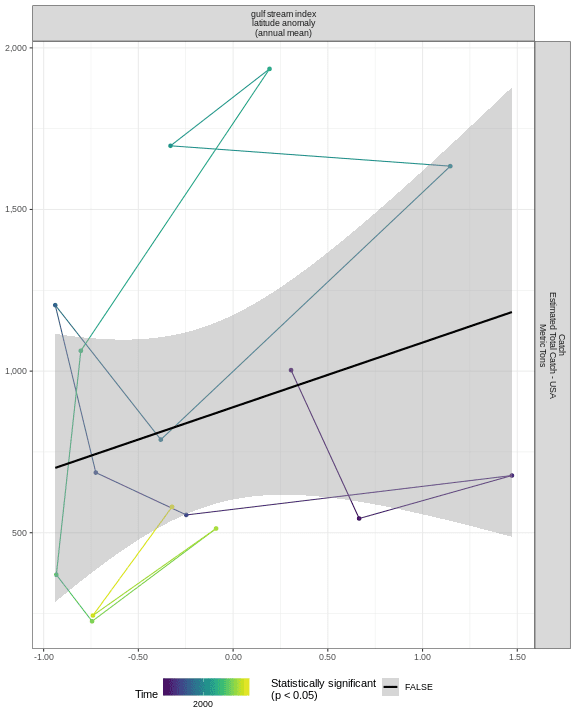 gulf stream index
latitude anomaly
(annual mean)
2,000
1,500
1,000
500
-1.00
-0.50
0.00
0.50
1.00
1.50
Catch
Estimated Total Catch - USA
Metric Tons
Time
2000
Statistically significant
(p < 0.05)
FALSE